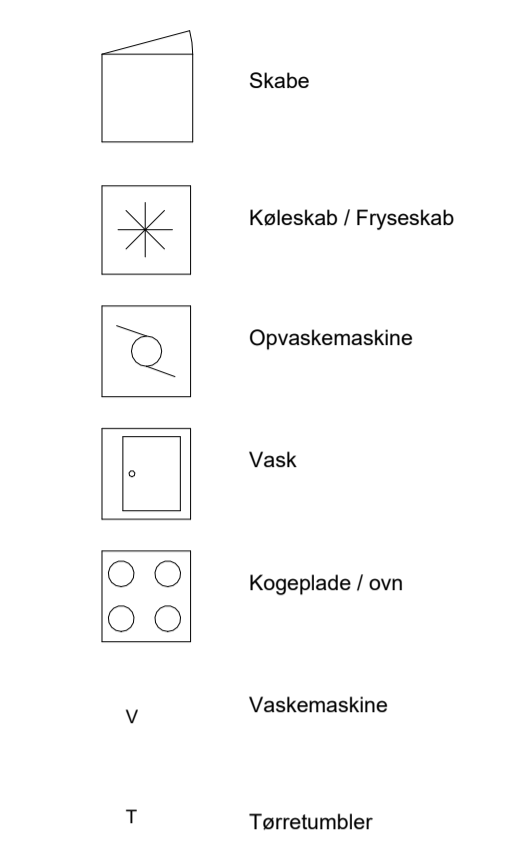 Skabe
Køleskab / Fryseskab
Opvaskemaskine
Vask
Kogeplade / ovn
V Vaskemaskine
T Tørretumbler